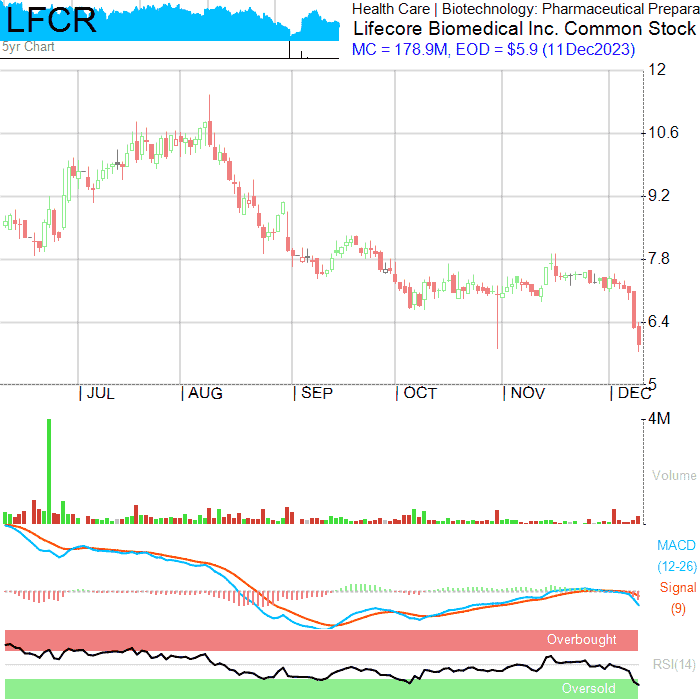 LFCR
5yr Chart
Health Care | Biotechnology: Pharmaceutical Prepara
Lifecore Biomedical Inc. Common Stock
MC = 178.9M, EOD = $5.9 (11Dec2023)
12
10.6
9.2
7.8
6.4
5
| JUL | AUG | SEP | OCT | NOV | DEC
4M
Volume
MACD
(12-26)
Signal
(9)
Overbought
RSI(14)
Oversold